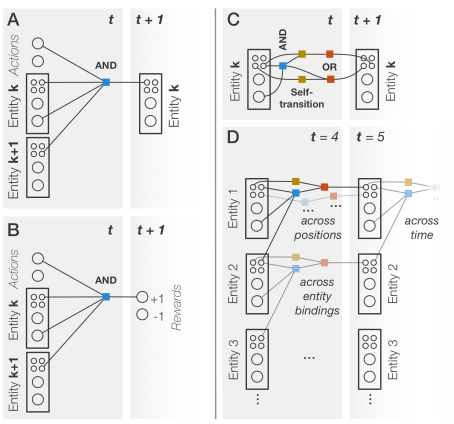 A
t
t + 1
Actions
AND
Entity k
Entity k+1
Entity k
B
t
t + 1
Actions
AND
Entity k
Entity k+1
+1
-1
Rewards
C
t
t + 1
AND
Entity k
OR
Self-
transition
Entity k
D
t = 4
t = 5
Entity 1
...
...
across
positions
Entity 1
across
time
Entity 2
across
entity
bindings
Entity 2
Entity 3
...
Entity 3
...
...